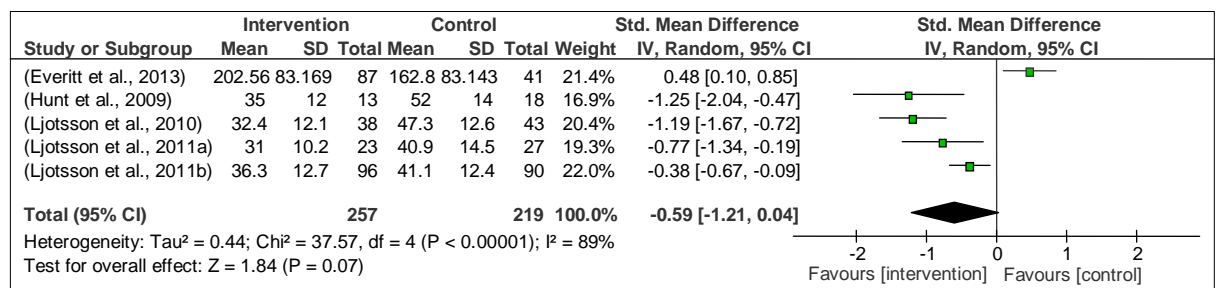 Intervention Control Std. Mean Difference Std. Mean Difference
Study or Subgroup Mean SD Total Mean SD Total Weight IV, Random, 95% CI IV, Random, 95% CI
(Everitt et al., 2013) 202.56 83.169 87 162.8 83.143 41 21.4% 0.48 [0.10, 0.85]
(Hunt et al., 2009) 35 12 13 52 14 18 16.9% -1.25 [-2.04, -0.47]
(Ljotsson et al., 2010) 32.4 12.1 38 47.3 12.6 43 20.4% -1.19 [-1.67, -0.72]
(Ljotsson et al., 2011a) 31 10.2 23 40.9 14.5 27 19.3% -0.77 [-1.34, -0.19]
(Ljotsson et al., 2011b) 36.3 12.7 96 41.1 12.4 90 22.0% -0.38 [-0.67, -0.09]
Total (95% CI) 257 219 100.0% -0.59 [-1.21, 0.04]
Heterogeneity: Tau² = 0.44; Chi² = 37.57, df = 4 (P < 0.00001); I² = 89%
Test for overall effect: Z = 1.84 (P = 0.07)
-2 -1 0 1 2
Favours [intervention] Favours [control]